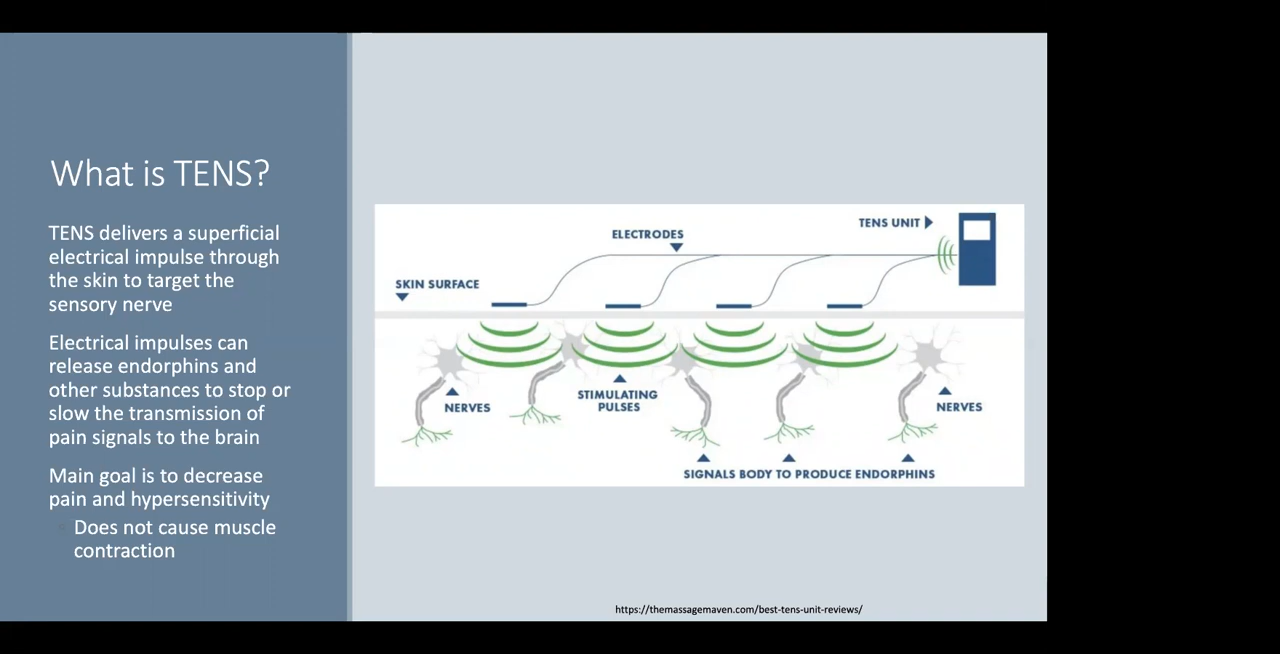 What is TENS?
TENS delivers a superficial
electrical impulse through
the skin to target the
sensory nerve
Electrical impulses can
release endorphins and
other substances to stop or
slow the transmission of
pain signals to the brain
Main goal is to decrease
pain and hypersensitivity
Does not cause muscle
contraction
TENS UNIT
ELECTRODES
SKIN SURFACE
NERVES
STIMULATING
PULSES
NERVES
SIGNALS BODY TO PRODUCE ENDORPHINS
https://themassagemaven.com/best-tens-unit-reviews/